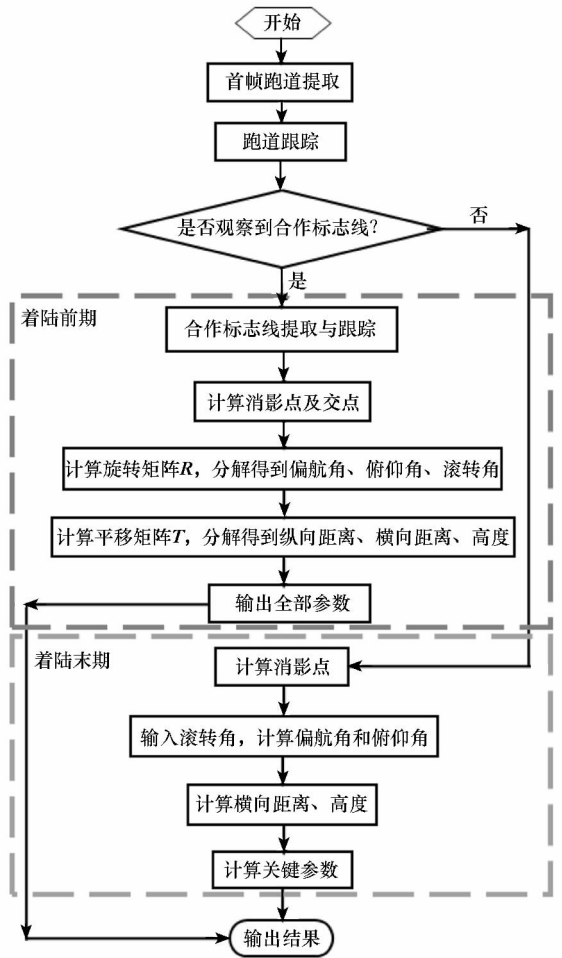 开始
首帧跑道提取
跑道跟踪
是否观察到合作标志线?
否
是
着陆前期
合作标志线提取与跟踪
计算消影点及交点
计算旋转矩阵R，分解得到偏航角、俯仰角、滚转角
计算平移矩阵T，分解得到纵向距离、横向距离、高度
输出全部参数
着陆末期
计算消影点
输入滚转角，计算偏航角和俯仰角
计算横向距离、高度
计算关键参数
输出结果